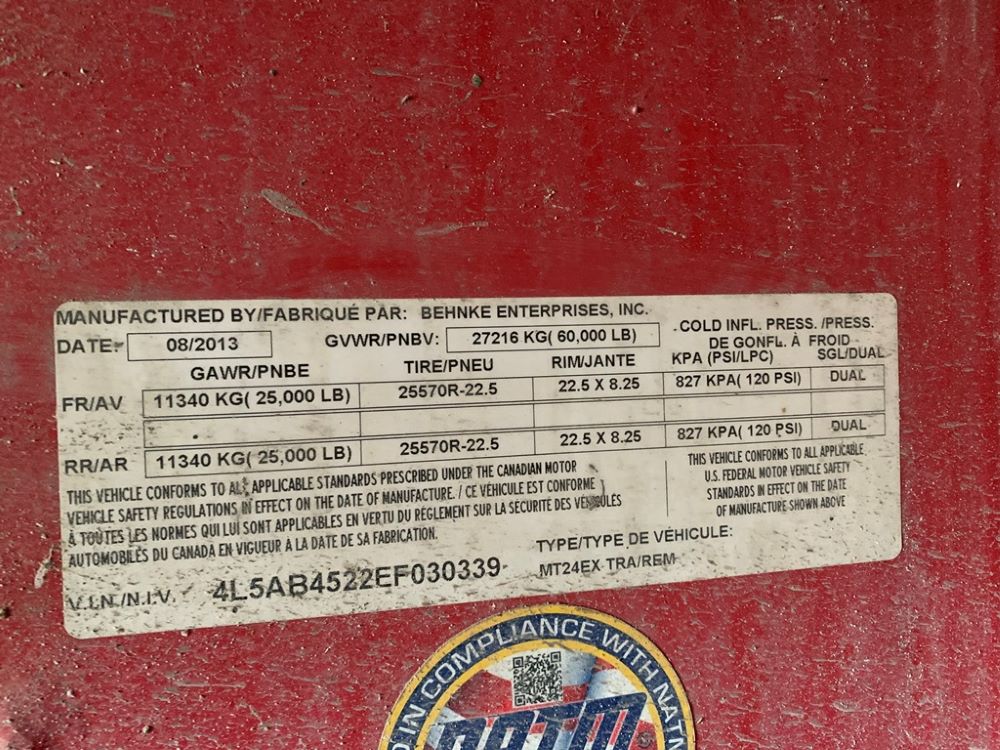 MANUFACTURED BY/FABRIQUÉ PAR: BEHNKE ENTERPRISES, INC.
DATE: 08/2013 GVWR/PNBV: 27216 KG( 60,000 LB) COLD INFL. PRESS. /PRESS.
DE GONFL. À FROID
GAWR/PNBE TIRE/PNEU RIM/JANTE KPA (PSI/LPC) SGL/DUAL
FR/AV 11340 KG( 25,000 LB) 25570R-22.5 22.5 X 8.25 827 KPA( 120 PSI) DUAL
RR/AR 11340 KG( 25,000 LB) 25570R-22.5 22.5 X 8.25 827 KPA( 120 PSI) DUAL
THIS VEHICLE CONFORMS TO ALL APPLICABLE STANDARDS PRESCRIBED UNDER THE CANADIAN MOTOR
VEHICLE SAFETY REGULATIONS IN EFFECT ON THE DATE OF MANUFACTURE. / CE VÉHICULE EST CONFORME
À TOUTES LES NORMES QUI LUI SONT APPLICABLES EN VERTU DU RÈGLEMENT SUR LA SÉCURITÉ DES VÉHICULES
AUTOMOBILES DU CANADA EN VIGUEUR À LA DATE DE SA FABRICATION.
THIS VEHICLE CONFORMS TO ALL APPLICABLE
U.S. FEDERAL MOTOR VEHICLE SAFETY
STANDARDS IN EFFECT ON THE DATE
OF MANUFACTURE SHOWN ABOVE
V.I.N./N.I.V. 4L5AB4522EF030339
TYPE/TYPE DE VÉHICULE:
MT24EX TRA/REM
IN COMPLIANCE WITH NATM
NATM